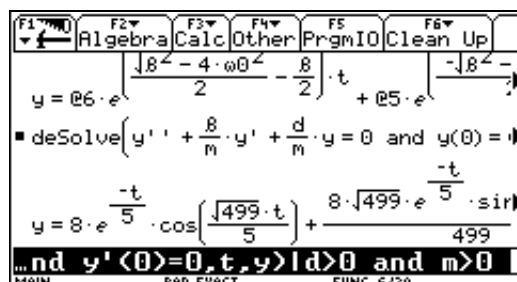 F1 F2 F3 F4 F5 F6
Algebra Calc Other PrgmIO Clean Up
y = @6·e^((√(β² − 4·ω0²)/2 − β/2)·t) + @5·e^((−√(β² −
deSolve(y'' + β/m·y' + d/m·y = 0 and y(0) =
y = 8·e^(−t/5)·cos(√499·t/5) + 8·√499·e^(−t/5)·sin/499
…nd y'(0)=0,t,y)|d>0 and m>0
MAIN RAD EXACT FUNC 6/30